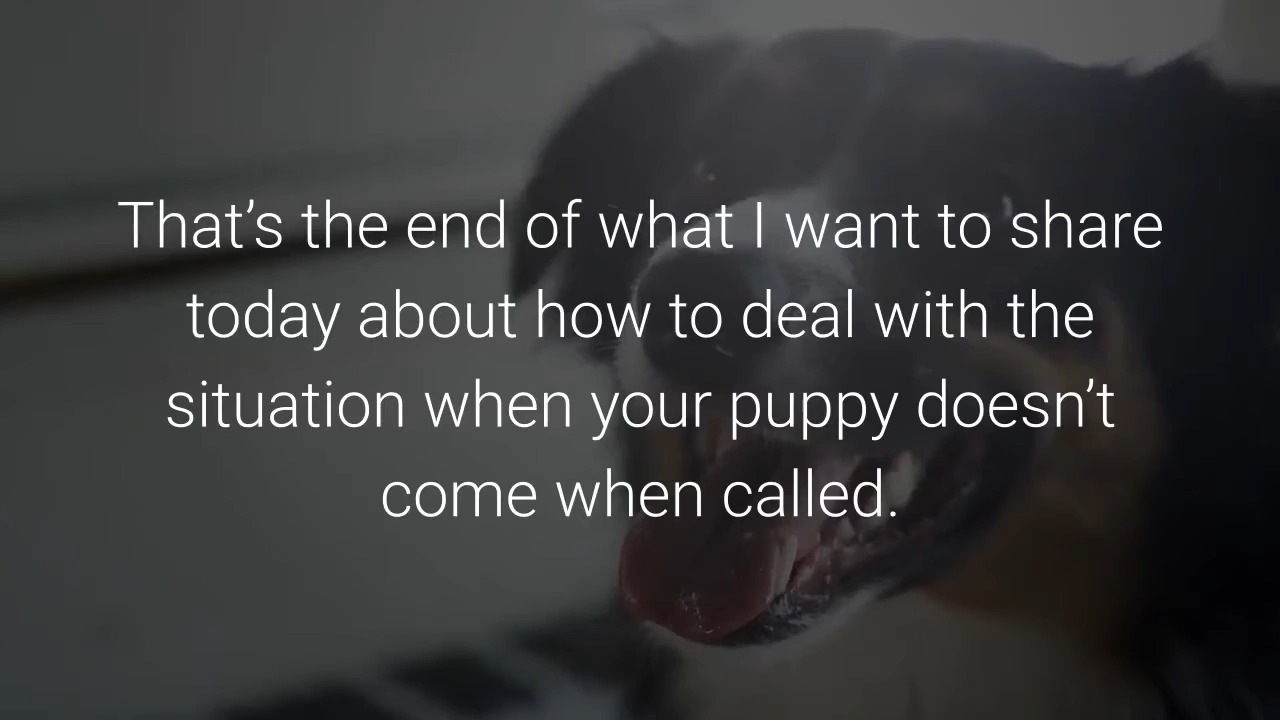 That’s the end of what I want to share
today about how to deal with the
situation when your puppy doesn’t
come when called.